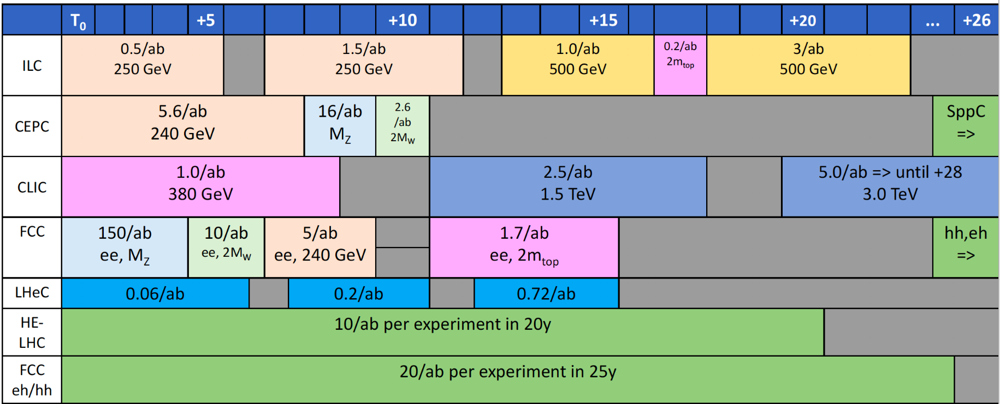 T0 +5 +10 +15 +20 ... +26
ILC
0.5/ab
250 GeV
1.5/ab
250 GeV
1.0/ab
500 GeV
0.2/ab
2mtop
3/ab
500 GeV
CEPC
5.6/ab
240 GeV
16/ab
MZ
2.6
/ab
2MW
SppC
=>
CLIC
1.0/ab
380 GeV
2.5/ab
1.5 TeV
5.0/ab => until +28
3.0 TeV
FCC
150/ab
ee, MZ
10/ab
ee, 2MW
5/ab
ee, 240 GeV
1.7/ab
ee, 2mtop
hh,eh
=>
LHeC
0.06/ab
0.2/ab
0.72/ab
HE-
LHC
10/ab per experiment in 20y
FCC
eh/hh
20/ab per experiment in 25y